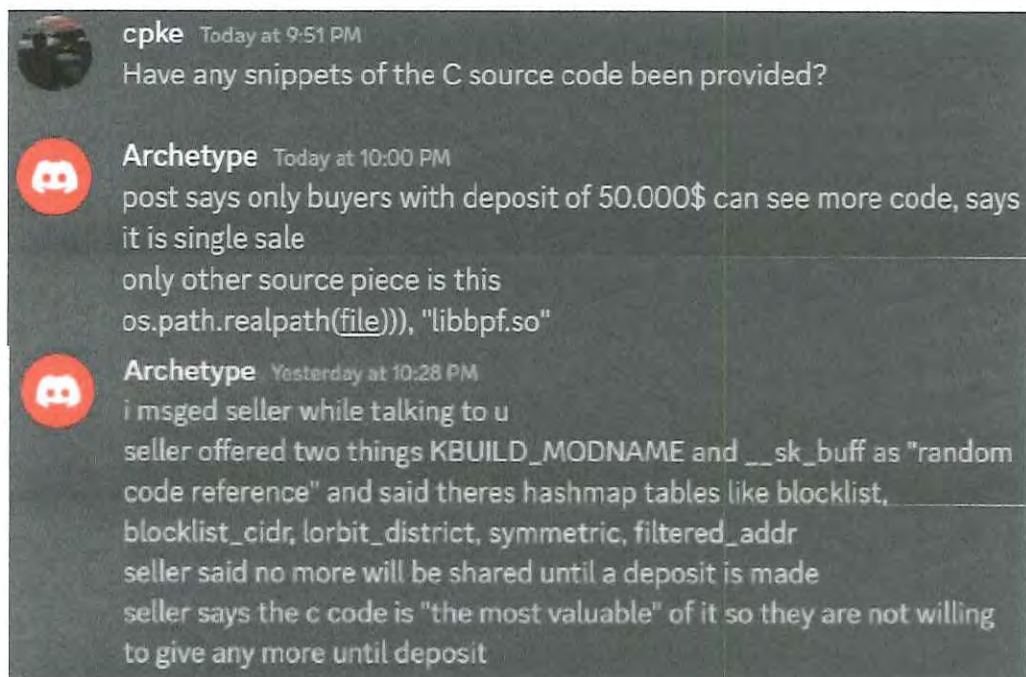 cpke Today at 9:51 PM
Have any snippets of the C source code been provided?
Archetype Today at 10:00 PM
post says only buyers with deposit of 50.000$ can see more code, says
it is single sale
only other source piece is this
os.path.realpath(file))), "libbpf.so"
Archetype Yesterday at 10:28 PM
i msged seller while talking to u
seller offered two things KBUILD_MODNAME and __sk_buff as "random
code reference" and said theres hashmap tables like blocklist,
blocklist_cidr, lorbit_district, symmetric, filtered_addr
seller said no more will be shared until a deposit is made
seller says the c code is "the most valuable" of it so they are not willing
to give any more until deposit